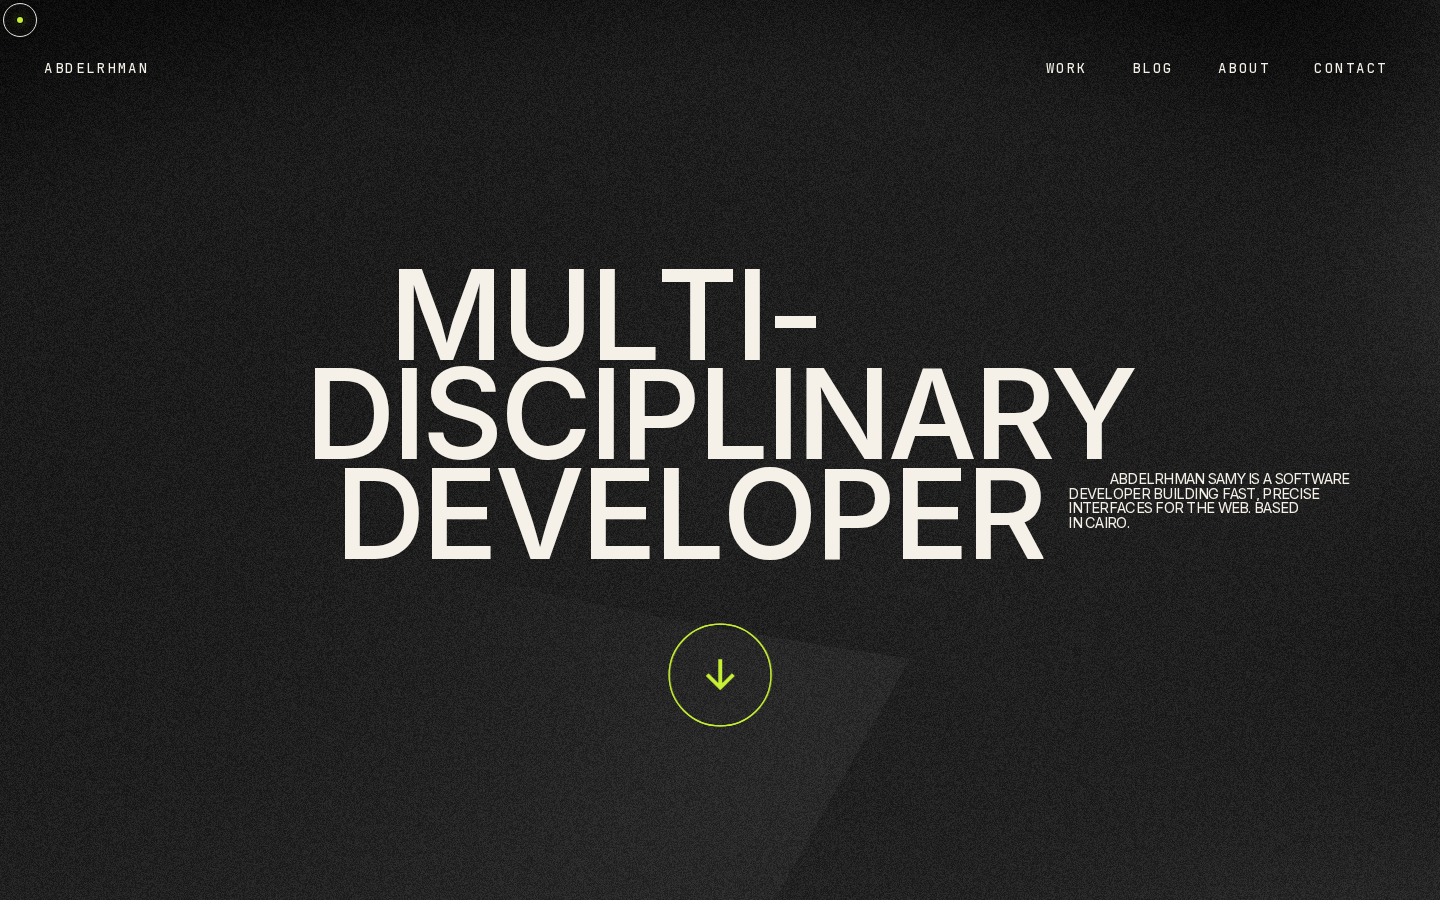 ABDELRHMAN
WORK BLOG ABOUT CONTACT
MULTI-
DISCIPLINARY
DEVELOPER
ABDELRHMAN SAMY IS A SOFTWARE
DEVELOPER BUILDING FAST, PRECISE
INTERFACES FOR THE WEB. BASED
IN CAIRO.